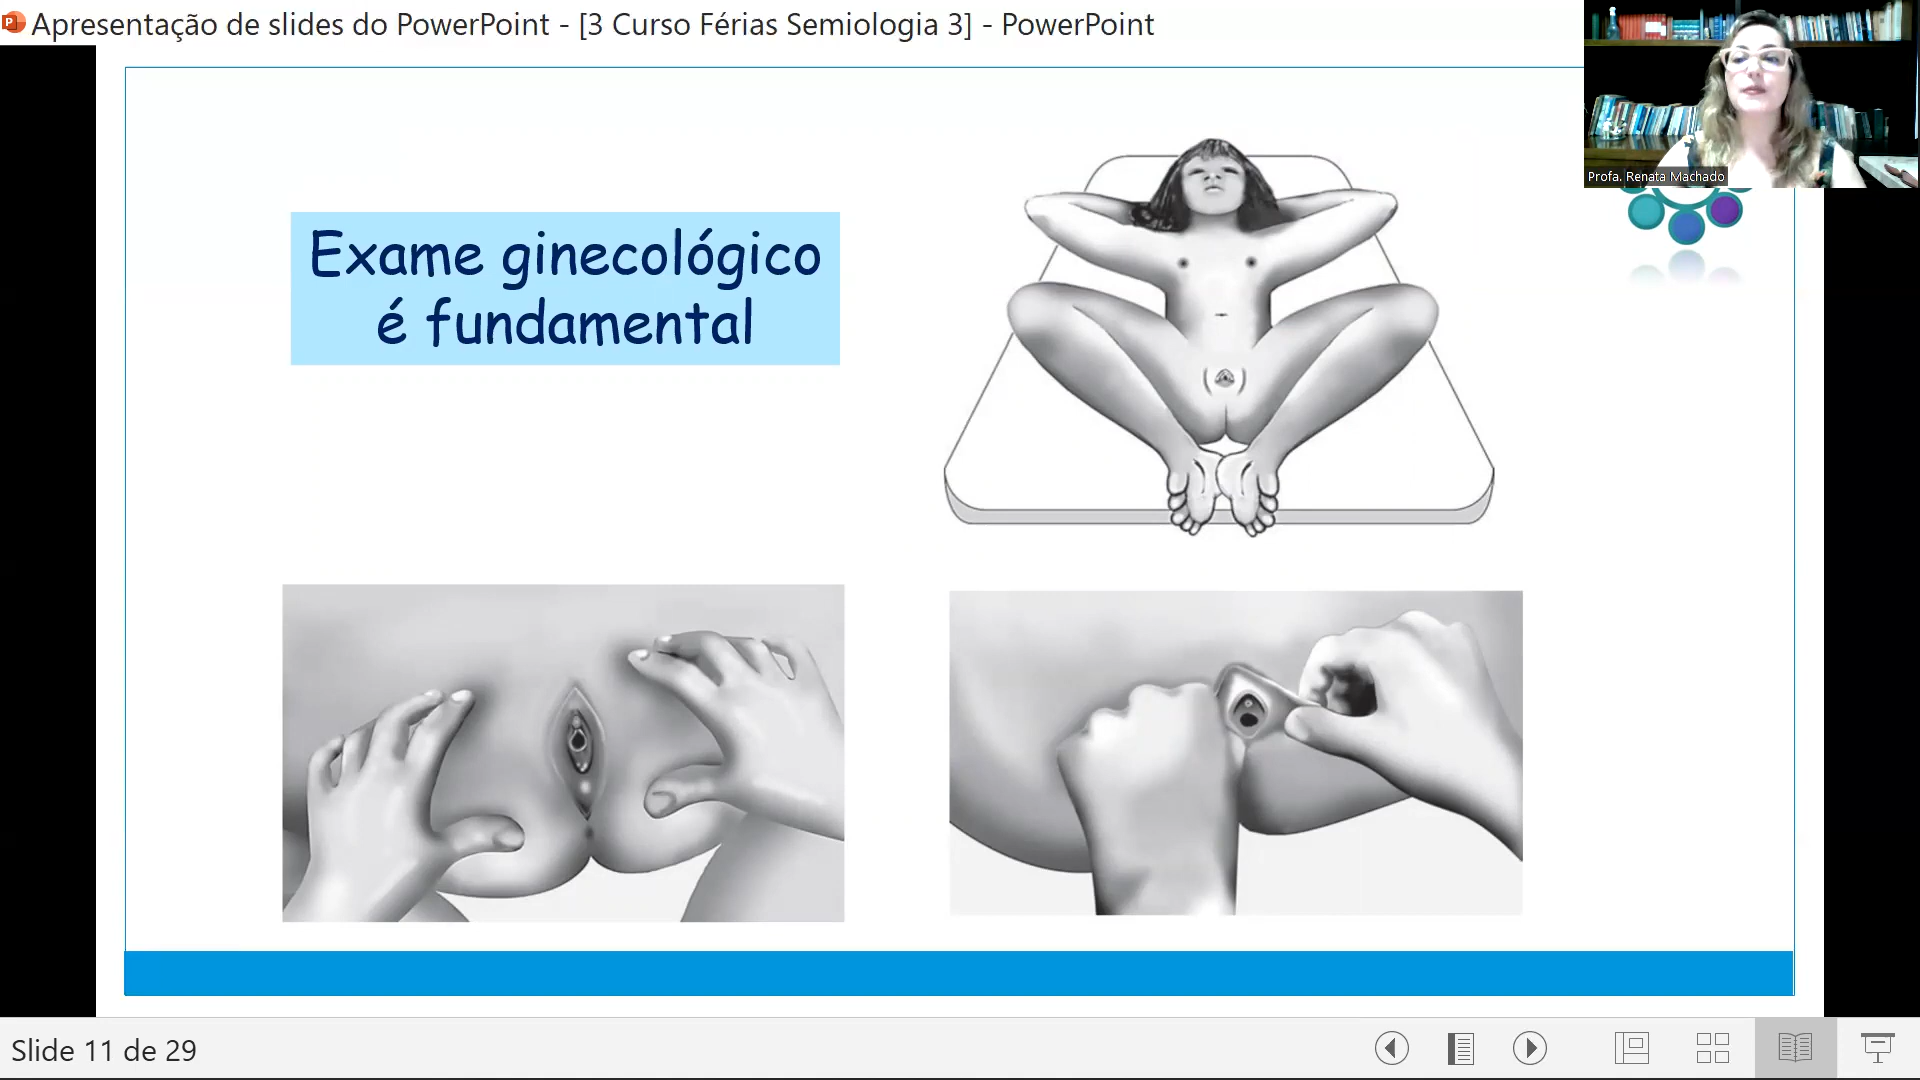 Apresentação de slides do PowerPoint - [3 Curso Férias Semiologia 3] - PowerPoint
Profa. Renata Machado
Exame ginecológico
é fundamental
Slide 11 de 29